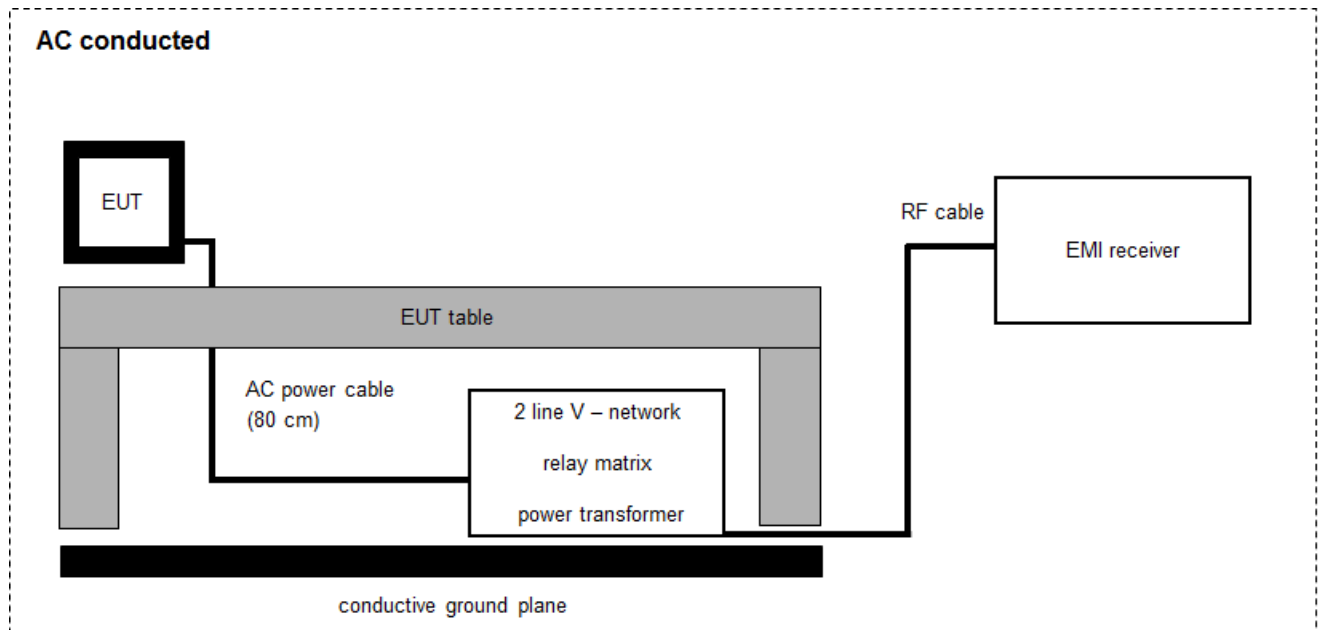 AC conducted
EUT
RF cable
EMI receiver
EUT table
AC power cable
(80 cm)
2 line V – network
relay matrix
power transformer
conductive ground plane